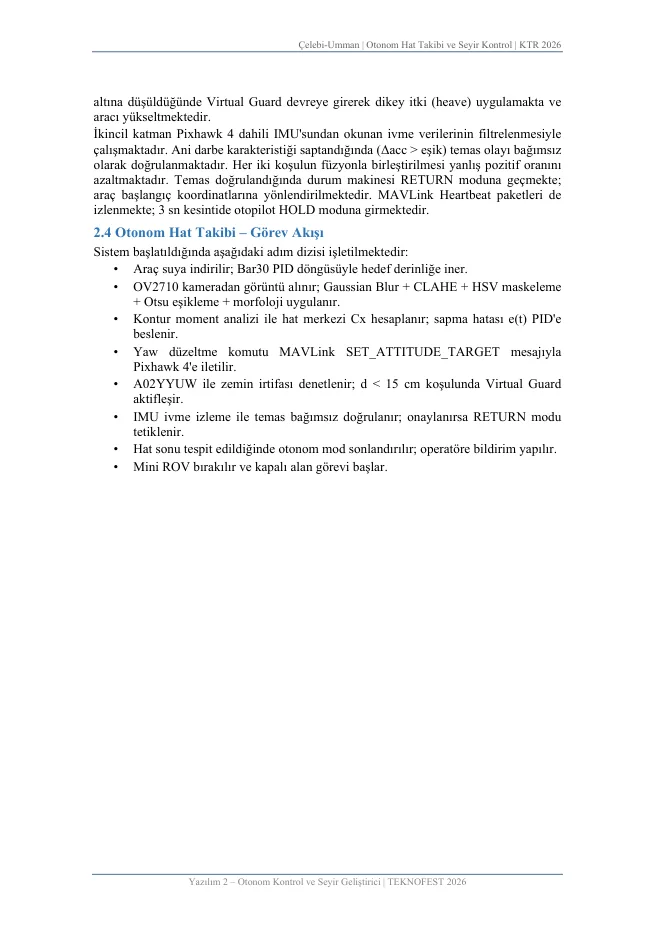 Çelebi-Umman | Otonom Hat Takibi ve Seyir Kontrol | KTR 2026
altına düşüldüğünde Virtual Guard devreye girerek dikey itki (heave) uygulamakta ve
aracı yükseltmektedir.
İkincil katman Pixhawk 4 dahili IMU'sundan okunan ivme verilerinin filtrelenmesiyle
çalışmaktadır. Ani darbe karakteristiği saptandığında (Δacc > eşik) temas olayı bağımsız
olarak doğrulanmaktadır. Her iki koşulun füzyonla birleştirilmesi yanlış pozitif oranını
azaltmaktadır. Temas doğrulandığında durum makinesi RETURN moduna geçmekte;
araç başlangıç koordinatlarına yönlendirilmektedir. MAVLink Heartbeat paketleri de
izlenmekte; 3 sn kesintide otopilot HOLD moduna girmektedir.
2.4 Otonom Hat Takibi – Görev Akışı
Sistem başlatıldığında aşağıdaki adım dizisi işletilmektedir:
• Araç suya indirilir; Bar30 PID döngüsüyle hedef derinliğe iner.
• OV2710 kameradan görüntü alınır; Gaussian Blur + CLAHE + HSV maskeleme
+ Otsu eşikleme + morfoloji uygulanır.
• Kontur moment analizi ile hat merkezi Cx hesaplanır; sapma hatası e(t) PID'e
beslenir.
• Yaw düzeltme komutu MAVLink SET_ATTITUDE_TARGET mesajıyla
Pixhawk 4'e iletilir.
• A02YYUW ile zemin irtifası denetlenir; d < 15 cm koşulunda Virtual Guard
aktifleşir.
• IMU ivme izleme ile temas bağımsız doğrulanır; onaylanırsa RETURN modu
tetiklenir.
• Hat sonu tespit edildiğinde otonom mod sonlandırılır; operatöre bildirim yapılır.
• Mini ROV bırakılır ve kapalı alan görevi başlar.
Yazılım 2 – Otonom Kontrol ve Seyir Geliştirici | TEKNOFEST 2026